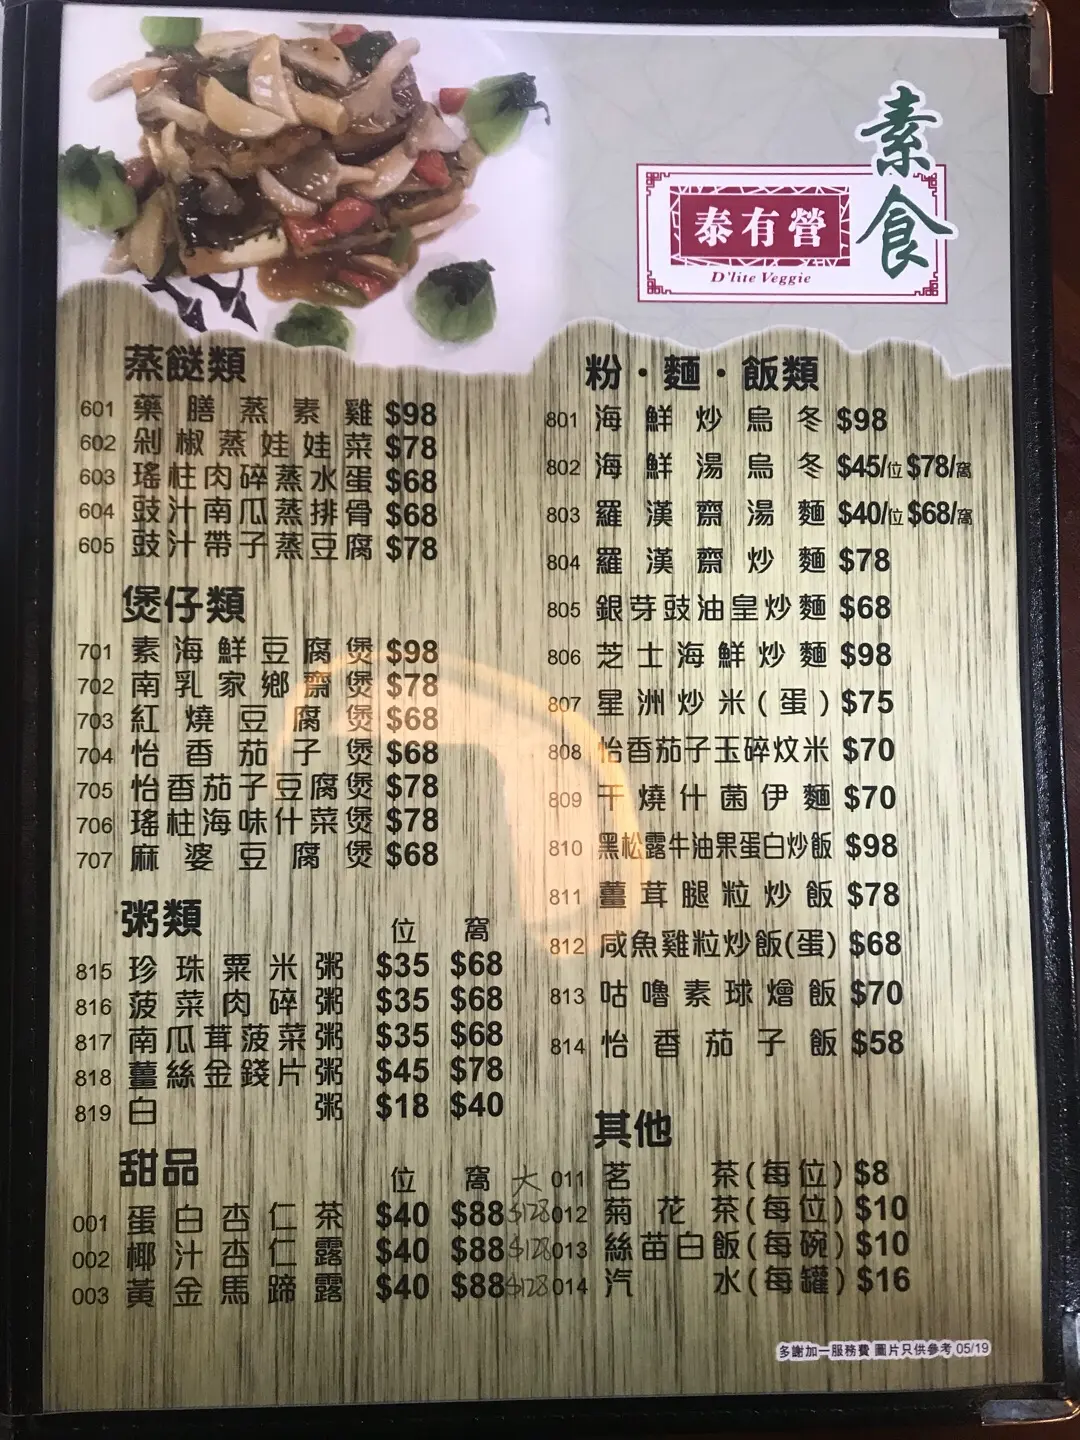 素食
泰有營
D'lite Veggie
蒸餸類
601 藥膳蒸素雞 $98
602 剁椒蒸娃娃菜 $78
603 瑤柱肉碎蒸水蛋 $68
604 豉汁南瓜蒸排骨 $68
605 豉汁帶子蒸豆腐 $78
煲仔類
701 素海鮮豆腐煲 $98
702 南乳家鄉齋煲 $78
703 紅燒豆腐煲 $68
704 怡香茄子煲 $68
705 怡香茄子豆腐煲 $78
706 瑤柱海味什菜煲 $78
707 麻婆豆腐煲 $68
粥類 位 窩
815 珍珠粟米粥 $35 $68
816 菠菜肉碎粥 $35 $68
817 南瓜茸菠菜粥 $35 $68
818 薑絲金錢片粥 $45 $78
819 白粥 $18 $40
甜品 位 窩 大
001 蛋白杏仁茶 $40 $88 $128
002 椰汁杏仁露 $40 $88 $128
003 黃金馬蹄露 $40 $88 $128
粉·麵·飯類
801 海鮮炒烏冬 $98
802 海鮮湯烏冬 $45/位 $78/窩
803 羅漢齋湯麵 $40/位 $68/窩
804 羅漢齋炒麵 $78
805 銀芽豉油皇炒麵 $68
806 芝士海鮮炒麵 $98
807 星洲炒米(蛋) $75
808 怡香茄子玉碎炆米 $70
809 干燒什菌伊麵 $70
810 黑松露牛油果蛋白炒飯 $98
811 薑茸腿粒炒飯 $78
812 咸魚雞粒炒飯(蛋) $68
813 咕嚕素球燴飯 $70
814 怡香茄子飯 $58
其他
011 茗茶(每位) $8
012 菊花茶(每位) $10
013 絲苗白飯(每碗) $10
014 汽水(每罐) $16
多謝加一服務費 圖片只供參考 05/19